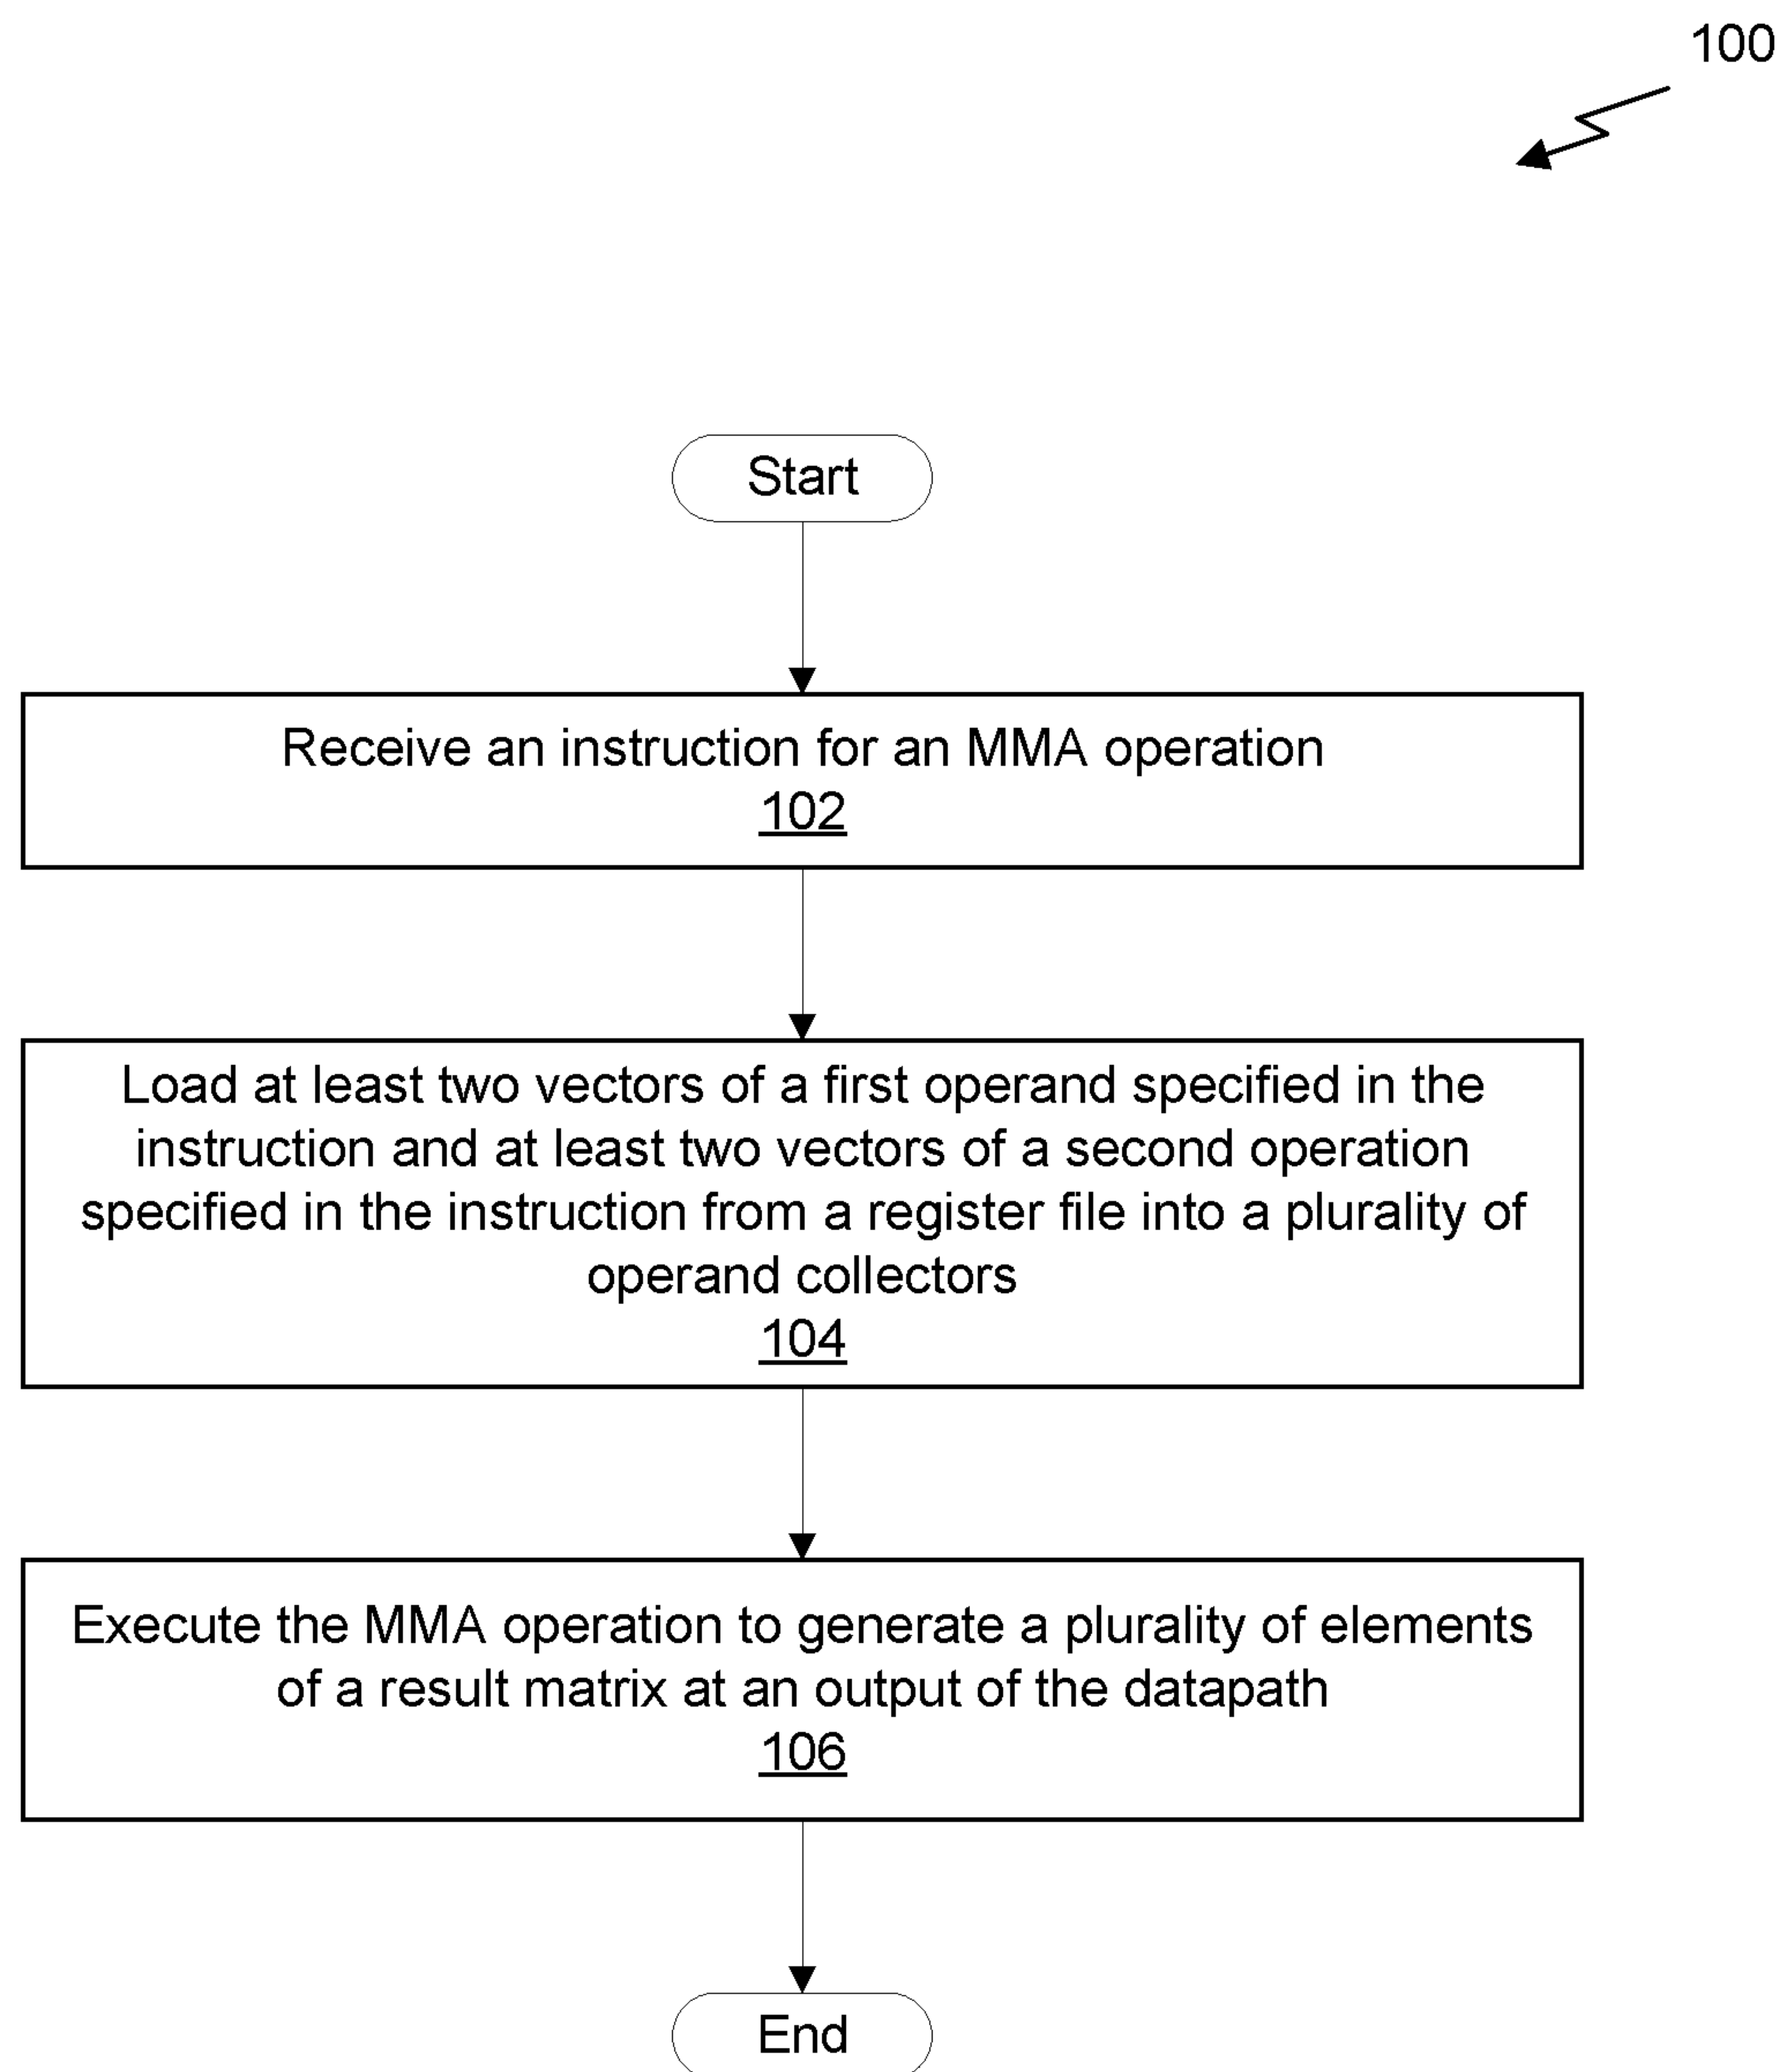 100
Start
Receive an instruction for an MMA operation
102
Load at least two vectors of a first operand specified in the
instruction and at least two vectors of a second operation
specified in the instruction from a register file into a plurality of
operand collectors
104
Execute the MMA operation to generate a plurality of elements
of a result matrix at an output of the datapath
106
End